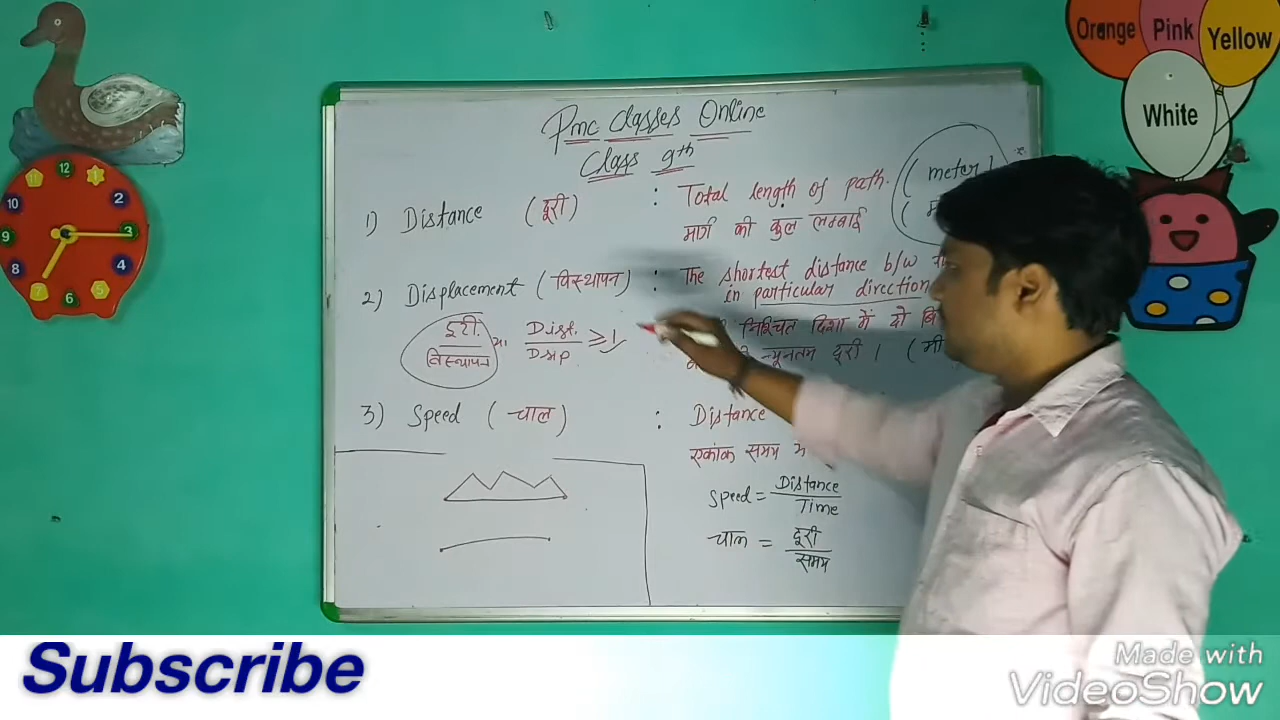 Orange Pink Yellow
White
Pmc Classes Online
Class 9th
1) Distance (दूरी) : Total length of path. (meter)
मार्ग की कुल लम्बाई
2) Displacement (विस्थापन) : The shortest distance b/w
in particular direction
दूरी. / विस्थापन या Dist. / Disp ≥ 1
निश्चित दिशा में दो
न्यूनतम दूरी । (मी
3) Speed (चाल) : Distance
एकांक समय म
Speed = Distance / Time
चाल = दूरी / समय
12
11
1
10
2
9
3
8
4
7
5
6
Subscribe
Made with
VideoShow